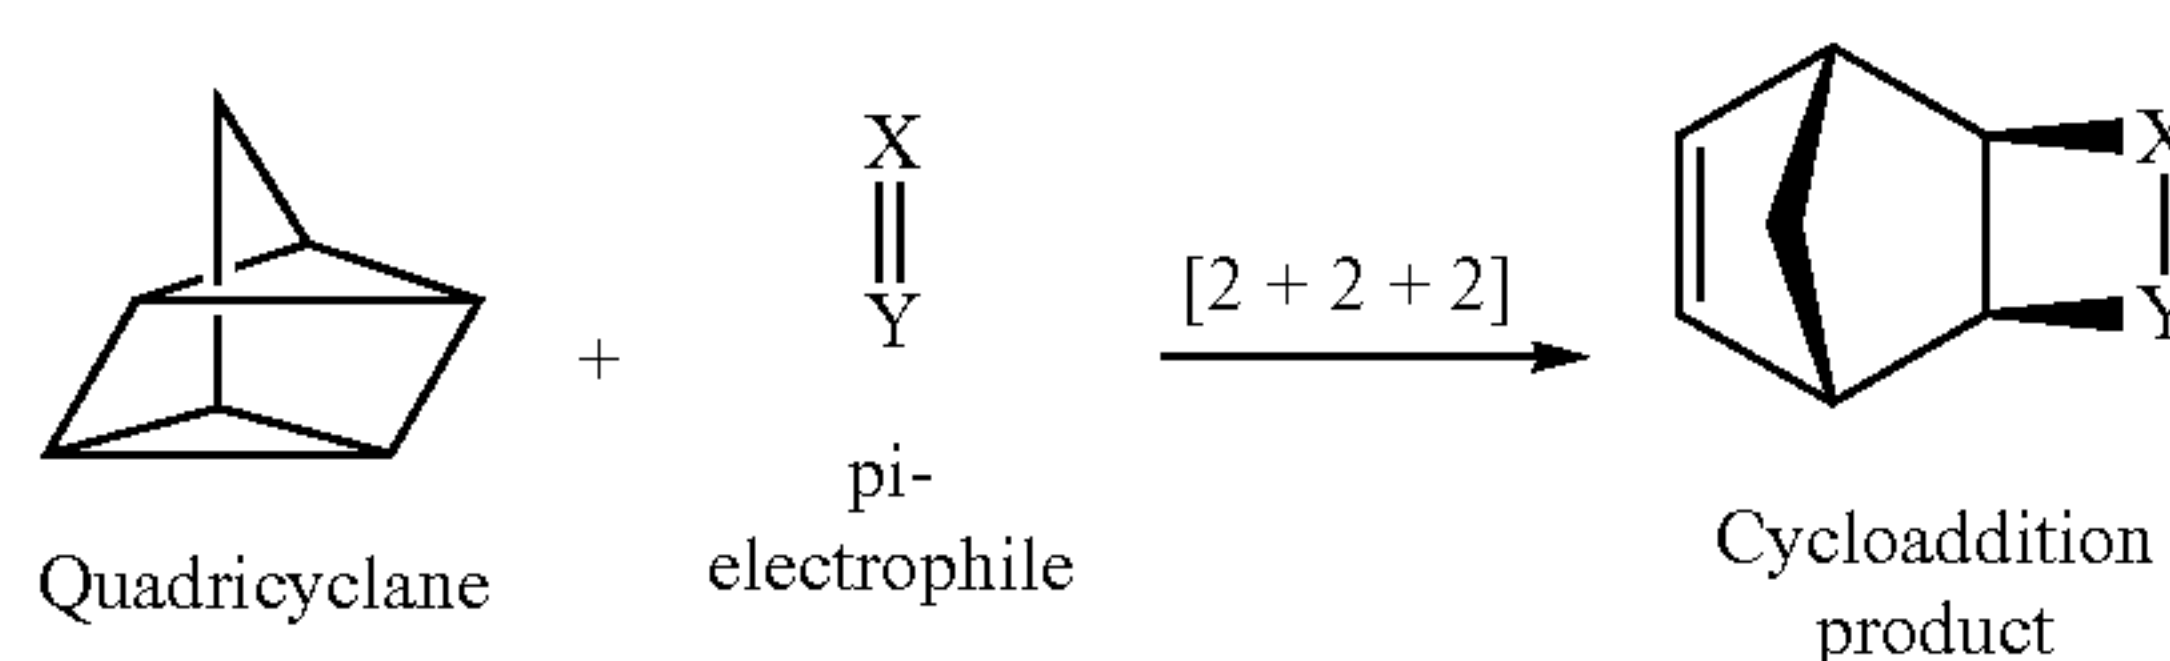 X
Y
+
[2 + 2 + 2]
X
Y
pi-
electrophile
Quadricyclane
Cycloaddition
product